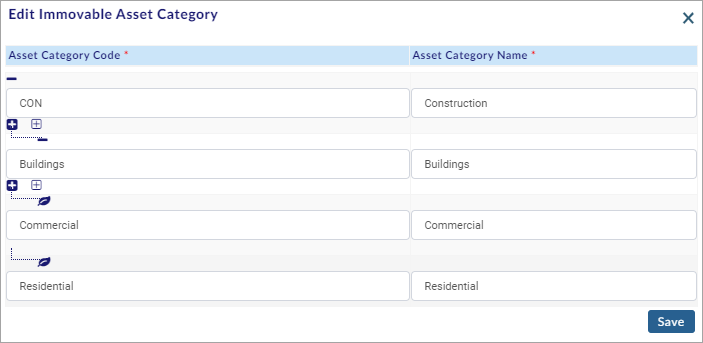 Edit Immovable Asset Category
Asset Category Code * Asset Category Name *
CON Construction
Buildings Buildings
Commercial Commercial
Residential Residential
Save